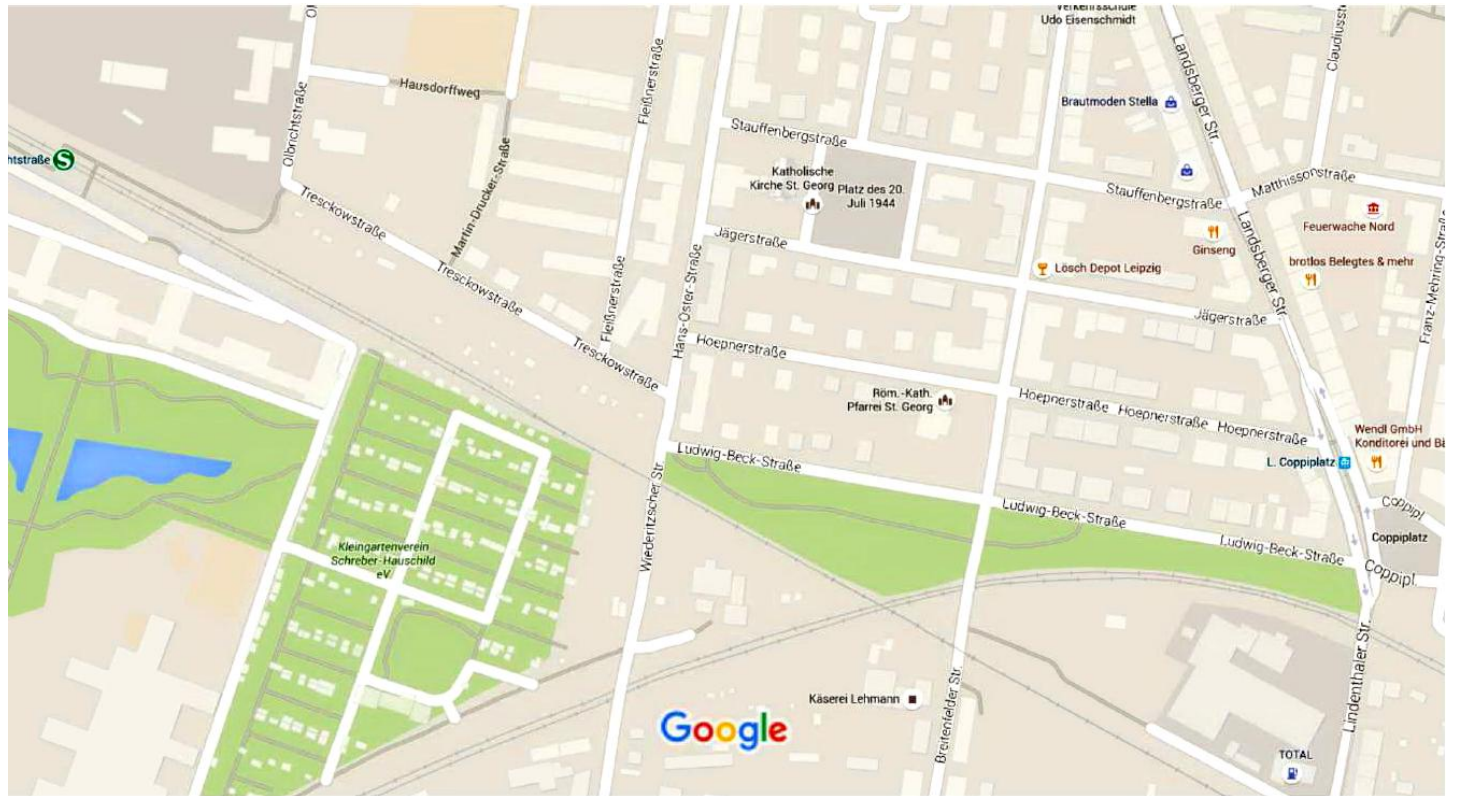 Verkehrsschule
Udo Eisenschmidt
Claudiusstr
Landsberger Str.
Fleißnerstraße
Hausdorffweg
Olbrichtstraße
Brautmoden Stella
Stauffenbergstraße
Martin-Drucker-Straße
htstraße
S
Katholische
Kirche St. Georg
Platz des 20.
Juli 1944
Stauffenbergstraße
Matthissonstraße
Tresckowstraße
Feuerwache Nord
Ginseng
Landsberger Str.
Jägerstraße
Lösch Depot Leipzig
brotlos Belegtes & mehr
Tresckowstraße
Fleißnerstraße
Hans-Oster-Straße
Franz-Mehring-Straße
Jägerstraße
Tresckowstraße
Hoepnerstraße
Röm.-Kath.
Pfarrei St. Georg
Hoepnerstraße
Hoepnerstraße
Hoepnerstraße
Wendl GmbH
Konditorei und Bä
L. Coppiplatz
Ludwig-Beck-Straße
Wiederitzscher Str.
Ludwig-Beck-Straße
Coppipl.
Coppiplatz
Ludwig-Beck-Straße
Coppipl.
Kleingartenverein
Schreber-Hauschild
eV
Käserei Lehmann
Breitenfelder Str.
Lindenthaler Str.
Google
TOTAL